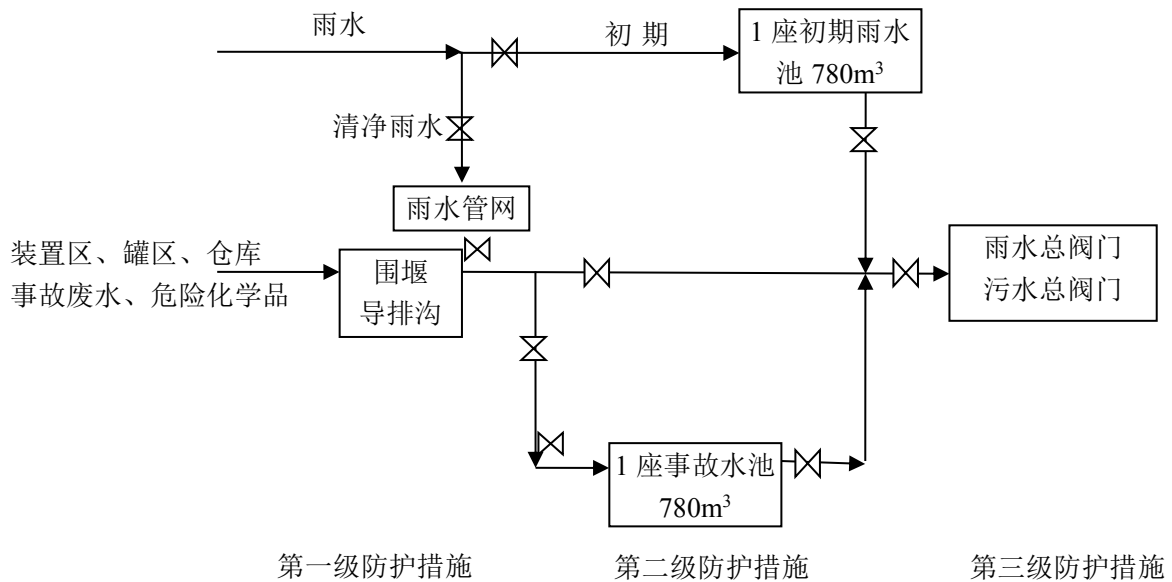 雨水
初 期
1 座初期雨水
池 780m³
清净雨水
雨水管网
装置区、罐区、仓库
事故废水、危险化学品
围堰
导排沟
雨水总阀门
污水总阀门
1 座事故水池
780m³
第一级防护措施
第二级防护措施
第三级防护措施